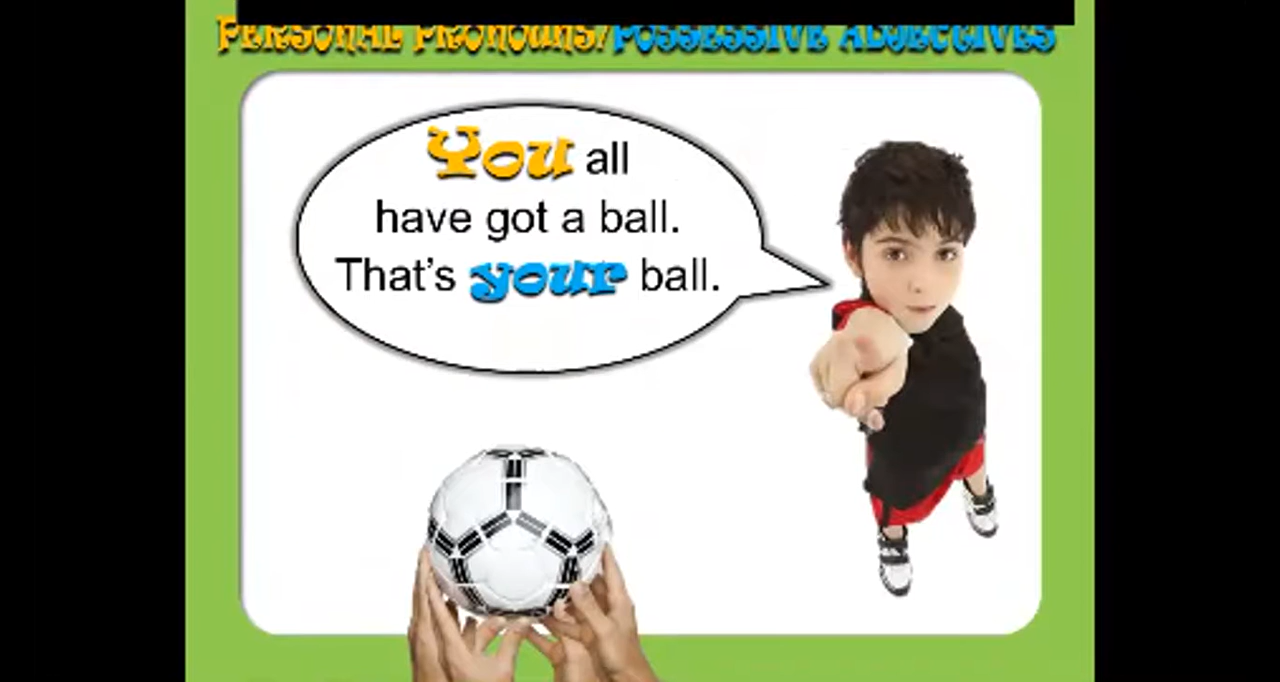 PERSONAL PRONOUNS/POSSESSIVE ADJECTIVES
You all
have got a ball.
That's your ball.